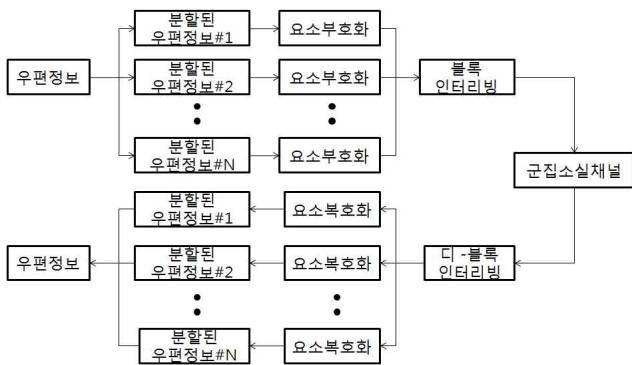 분할된
우편정보#1
요소부호화
우편정보
분할된
우편정보#2
요소부호화
블록
인터리빙
분할된
우편정보#N
요소부호화
군집소실채널
분할된
우편정보#1
요소복호화
우편정보
분할된
우편정보#2
요소복호화
디 -블록
인터리빙
분할된
우편정보#N
요소복호화